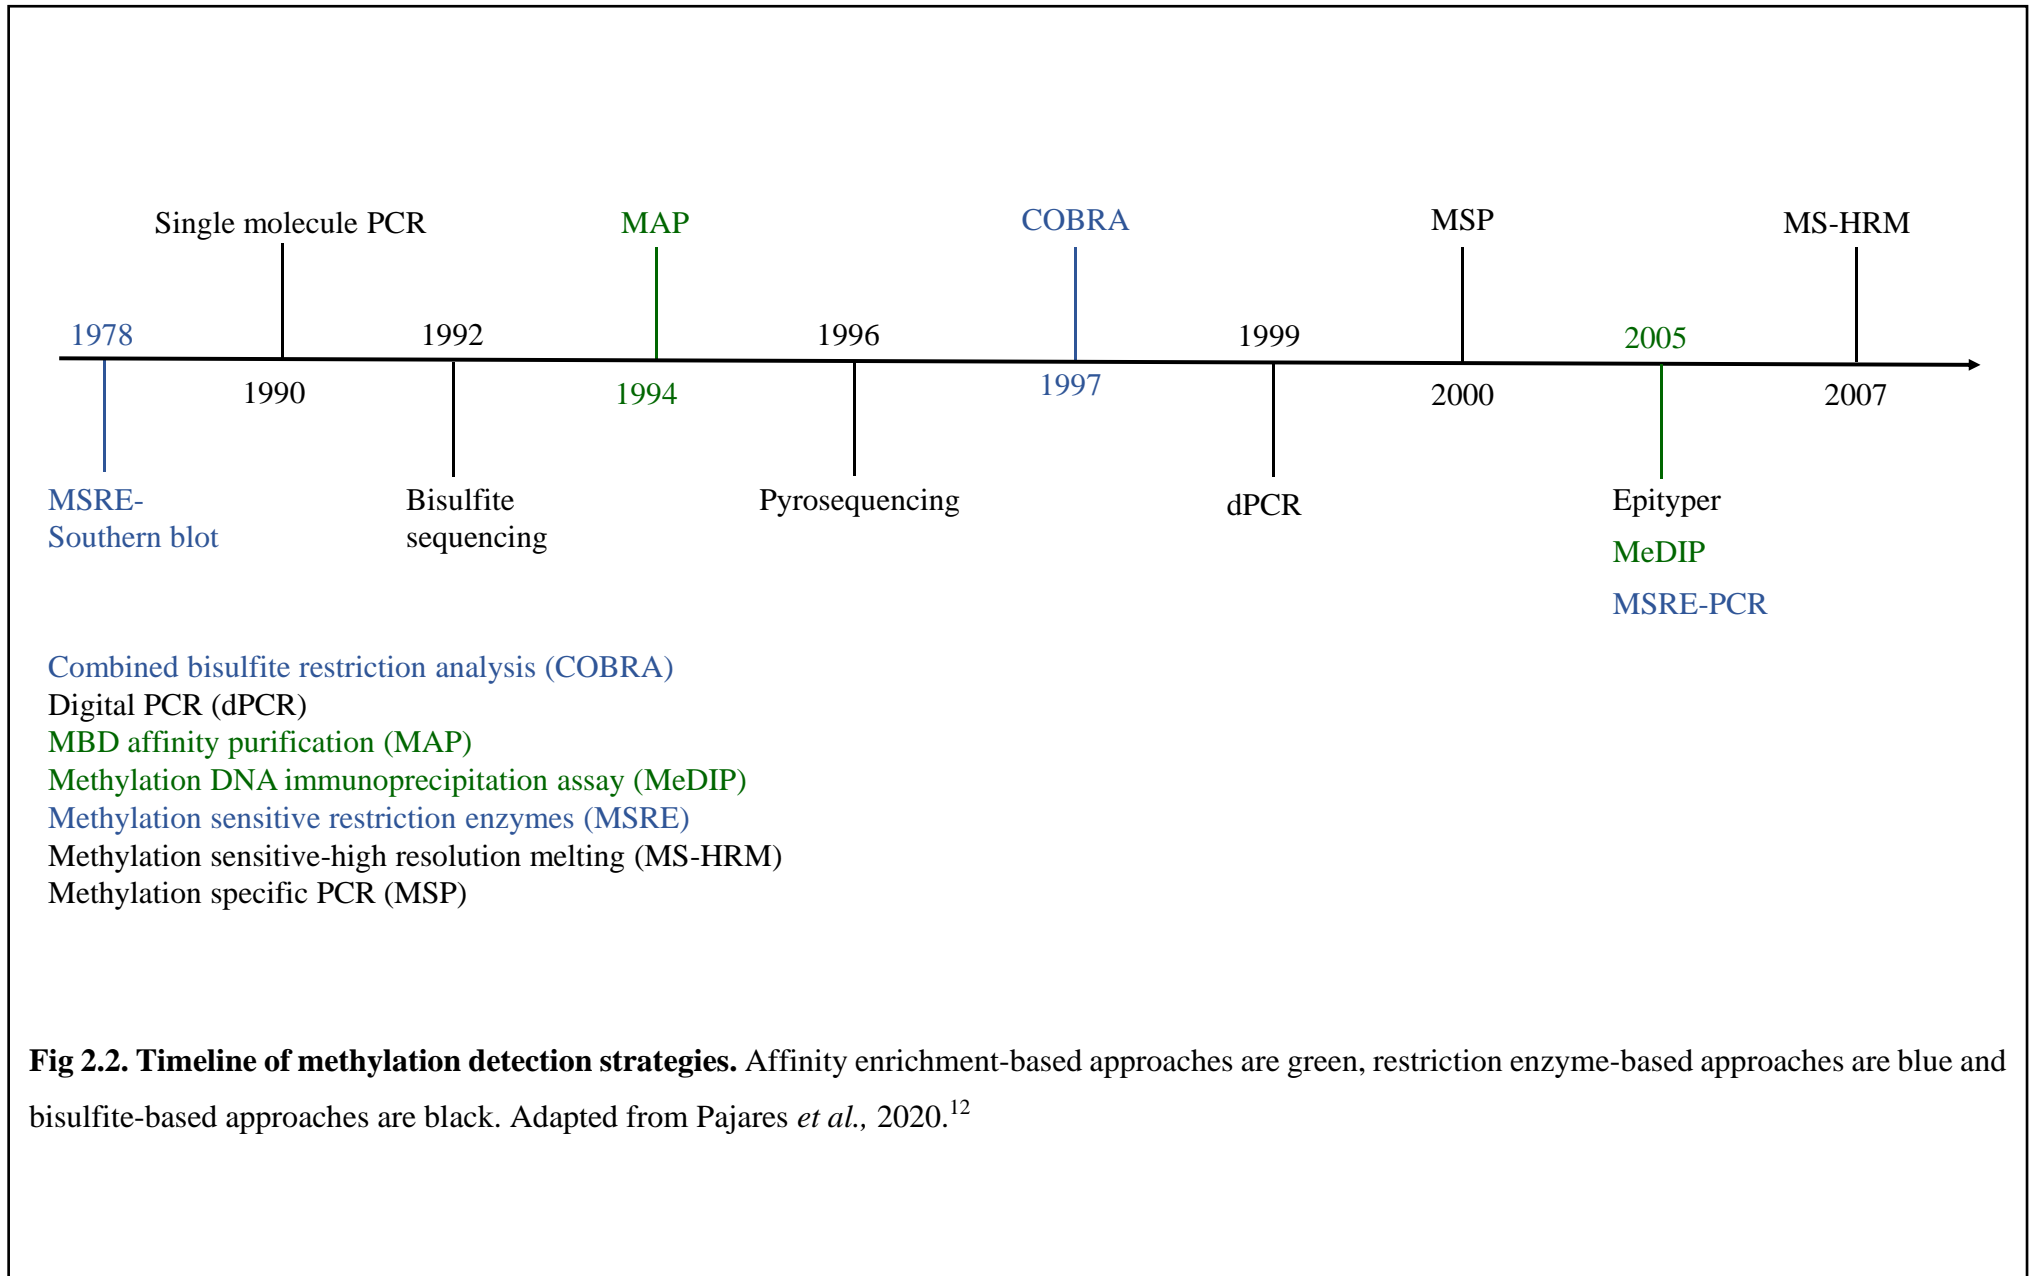 Single molecule PCR
MAP
COBRA
MSP
MS-HRM
1978
1992
1996
1999
2005
1990
1994
1997
2000
2007
MSRE-
Southern blot
Bisulfite
sequencing
Pyrosequencing
dPCR
Epityper
MeDIP
MSRE-PCR
Combined bisulfite restriction analysis (COBRA)
Digital PCR (dPCR)
MBD affinity purification (MAP)
Methylation DNA immunoprecipitation assay (MeDIP)
Methylation sensitive restriction enzymes (MSRE)
Methylation sensitive-high resolution melting (MS-HRM)
Methylation specific PCR (MSP)
Fig 2.2. Timeline of methylation detection strategies. Affinity enrichment-based approaches are green, restriction enzyme-based approaches are blue and
bisulfite-based approaches are black. Adapted from Pajares et al., 2020.12